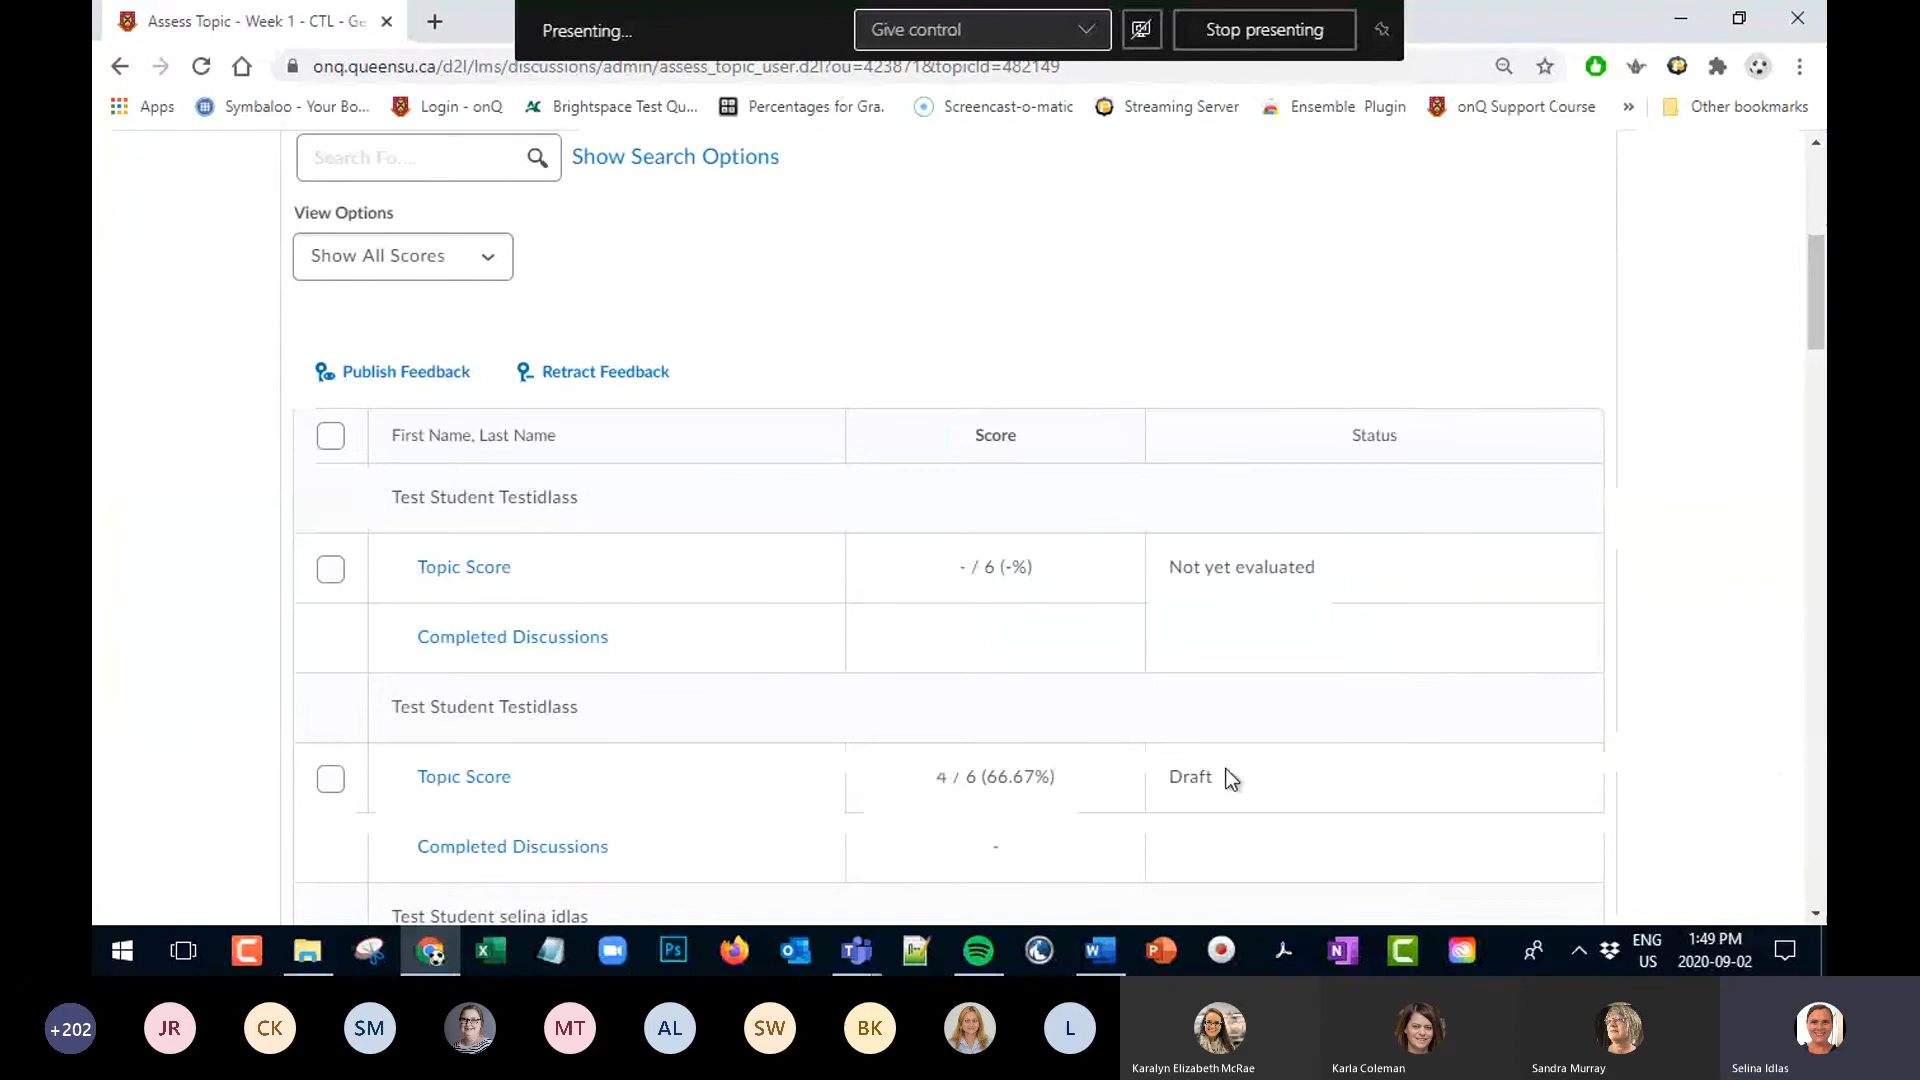 Assess Topic - Week 1 - CTL - Ge
Presenting...
Give control
Stop presenting
onq.queensu.ca/d2l/lms/discussions/admin/assess_topic_user.d2l?ou=423871&topicId=482149
Apps
Symbaloo - Your Bo...
Login - onQ
Brightspace Test Qu...
Percentages for Gra.
Screencast-o-matic
Streaming Server
Ensemble Plugin
onQ Support Course
»
Other bookmarks
Search Fo....
Show Search Options
View Options
Show All Scores
Publish Feedback
Retract Feedback
First Name, Last Name
Score
Status
Test Student Testidlass
Topic Score
- / 6 (-%)
Not yet evaluated
Completed Discussions
Test Student Testidlass
Topic Score
4 / 6 (66.67%)
Draft
Completed Discussions
-
Test Student selina idlas
Ps
ENG
US
1:49 PM
2020-09-02
+202
JR
CK
SM
MT
AL
SW
BK
L
Karalyn Elizabeth McRae
Karla Coleman
Sandra Murray
Selina Idlas